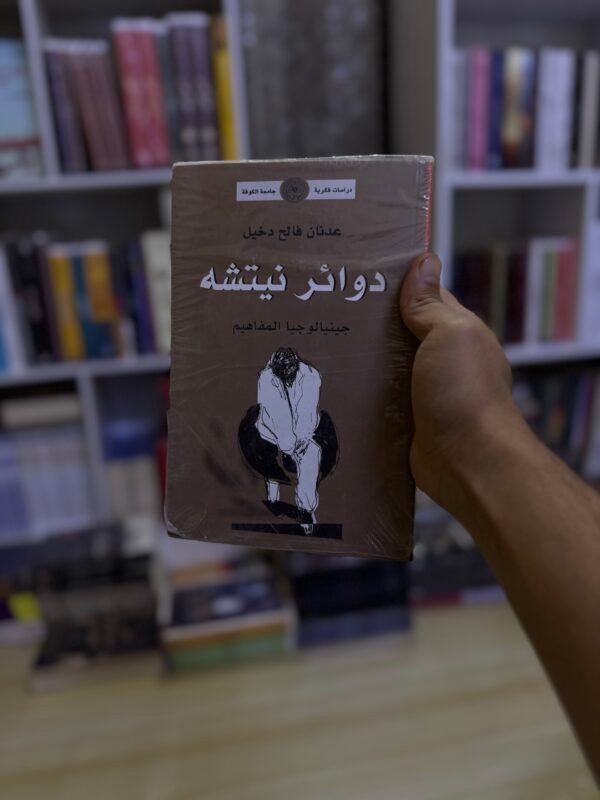 دراسات فكرية جامعة الكوفة
عدنان فالح دخيل
دوائر نيتشه
جينيالوجيا المفاهيم